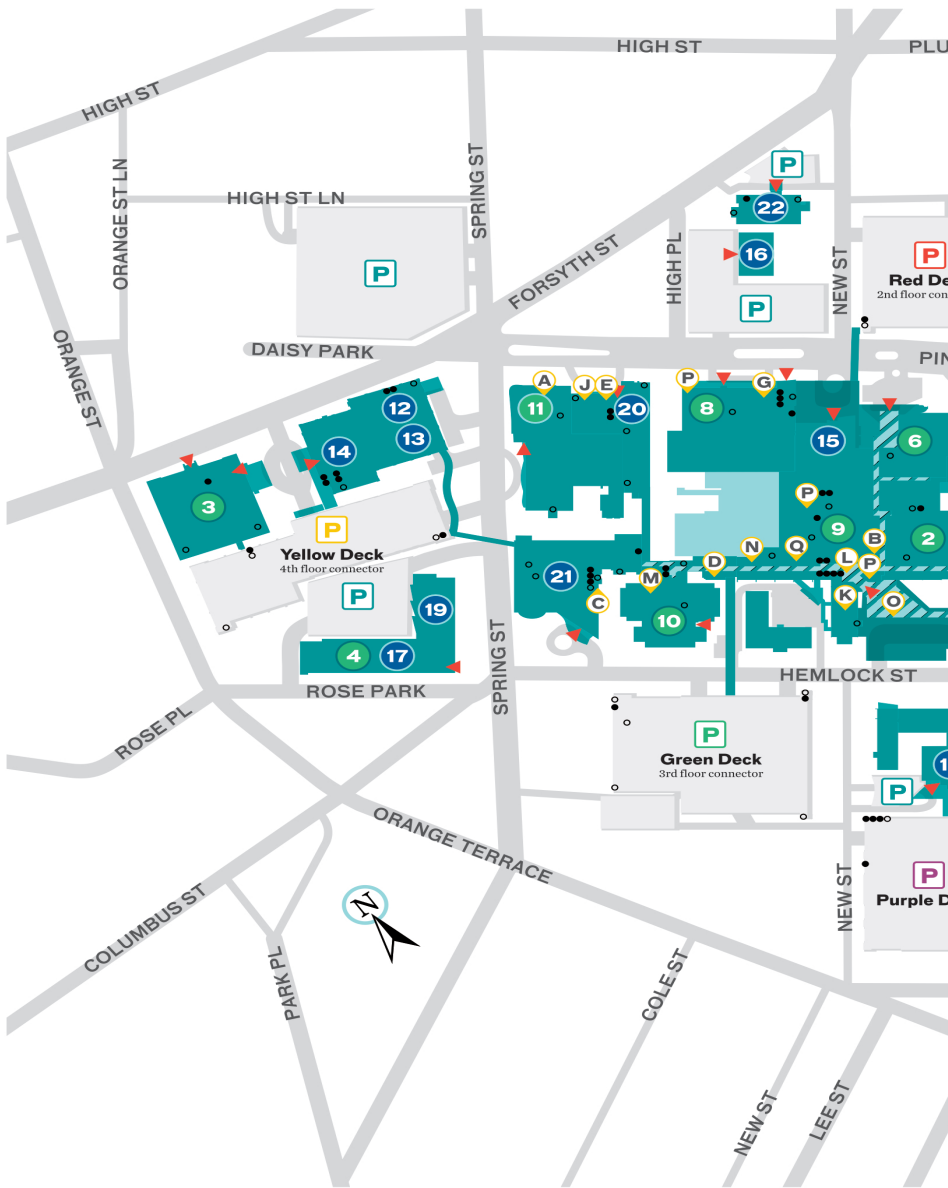 HIGH ST
PLU
HIGH ST
SPRING ST
ORANGE ST LN
P
HIGH ST LN
22
FORSYTH ST
HIGH PL
16
NEW ST
P
P
Red De
2nd floor con
P
ORANGE ST
DAISY PARK
PIN
A
J
E
P
G
12
11
20
8
13
15
6
14
3
P
P
Yellow Deck
4th floor connector
9
2
B
N
Q
L
D
P
M
21
P
C
K
O
19
10
4
17
SPRING ST
HEMLOCK ST
ROSE PARK
ROSE PL
P
Green Deck
3rd floor connector
1
P
ORANGE TERRACE
P
Purple D
NEW ST
N
COLUMBUS ST
PARK PL
COLE ST
NEW ST
LEE ST